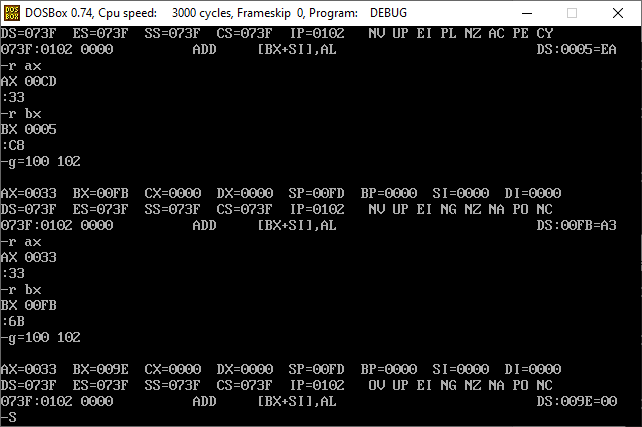 DOSBox 0.74, Cpu speed: 3000 cycles, Frameskip 0, Program: DEBUG
DS=073F ES=073F SS=073F CS=073F IP=0102 NV UP EI PL NZ AC PE CY
073F:0102 0000 ADD [BX+SI],AL DS:0005=EA
-r ax
AX 00CD
:33
-r bx
BX 0005
:C8
-g=100 102
AX=0033 BX=00FB CX=0000 DX=0000 SP=00FD BP=0000 SI=0000 DI=0000
DS=073F ES=073F SS=073F CS=073F IP=0102 NV UP EI NG NZ NA PO NC
073F:0102 0000 ADD [BX+SI],AL DS:00FB=A3
-r ax
AX 0033
:33
-r bx
BX 00FB
:6B
-g=100 102
AX=0033 BX=009E CX=0000 DX=0000 SP=00FD BP=0000 SI=0000 DI=0000
DS=073F ES=073F SS=073F CS=073F IP=0102 OV UP EI NG NZ NA PO NC
073F:0102 0000 ADD [BX+SI],AL DS:009E=00
-S